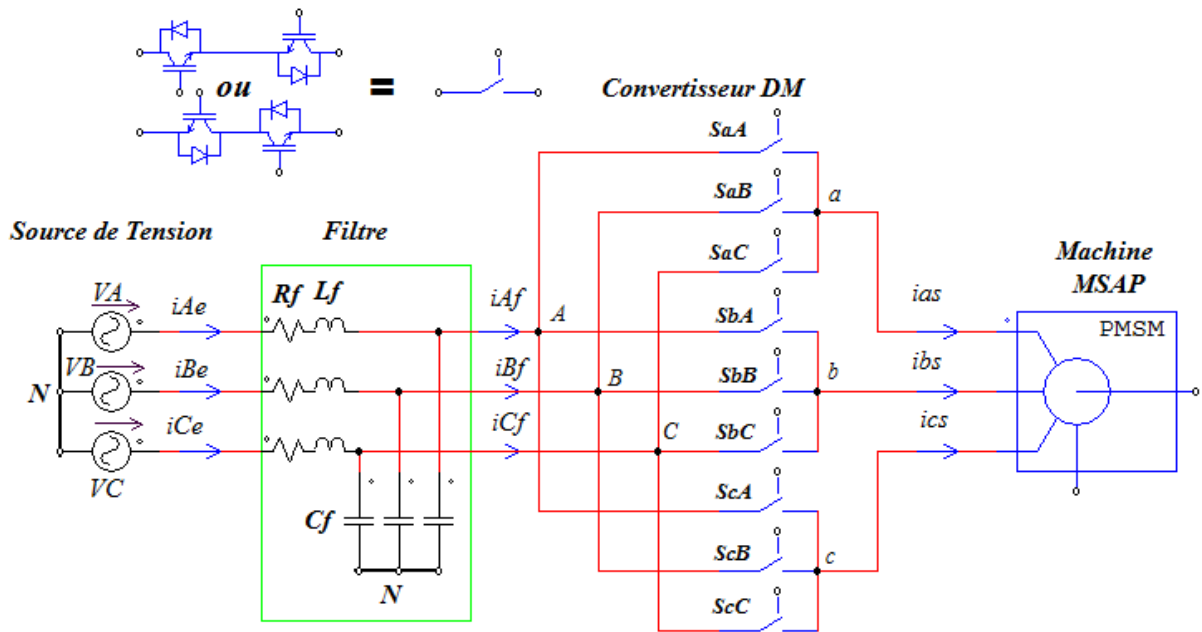 ou
=
Convertisseur DM
SaA
SaB
a
SaC
Source de Tension
Filtre
Machine
MSAP
VA
iAe
Rf
Lf
iAf
A
SbA
ias
PMSM
N
VB
iBe
iBf
B
SbB
b
ibs
iCe
iCf
C
SbC
ics
VC
Cf
ScA
N
ScB
c
ScC